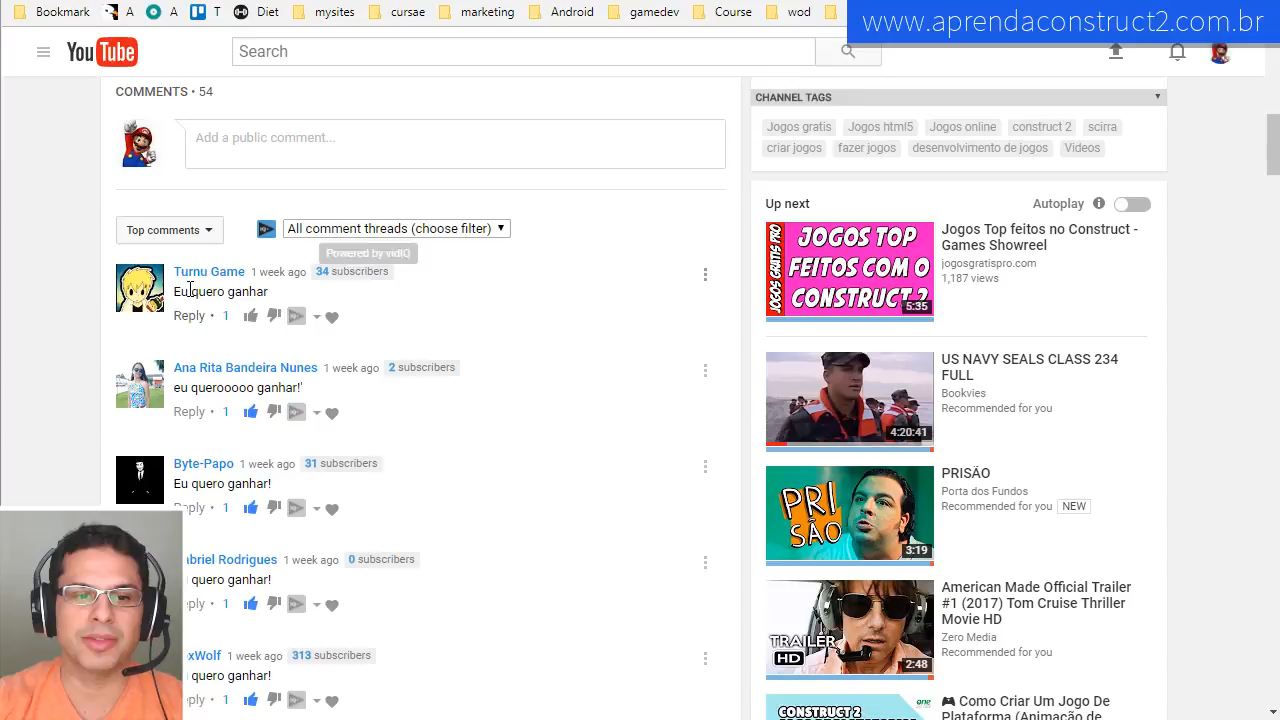 Bookmark
A
A
T
Diet
mysites
cursae
marketing
Android
gamedev
Course
www.aprendaconstruct2.com.br
YouTube
Search
COMMENTS • 54
Add a public comment...
Top comments
All comment threads (choose filter)
Powered by vidIQ
Turnu Game 1 week ago 34 subscribers
Eu quero ganhar
Reply • 1
Ana Rita Bandeira Nunes 1 week ago 2 subscribers
eu querooooo ganhar!'
Reply • 1
Byte-Papo 1 week ago 31 subscribers
Eu quero ganhar!
Reply • 1
abriel Rodrigues 1 week ago 0 subscribers
quero ganhar!
ply • 1
xWolf 1 week ago 313 subscribers
quero ganhar!
ply • 1
CHANNEL TAGS
Jogos gratis Jogos html5 Jogos online construct 2 scirra
criar jogos fazer jogos desenvolvimento de jogos Videos
Up next
Autoplay
JOGOS GRATIS PRO
JOGOS TOP
FEITOS COM O
CONSTRUCT 2
5:35
Jogos Top feitos no Construct -
Games Showreel
jogosgratispro.com
1,187 views
4:20:41
US NAVY SEALS CLASS 234
FULL
Bookvies
Recommended for you
PRI
SÃO
3:19
PRISÃO
Porta dos Fundos
Recommended for you NEW
TRAILER
HD
2:48
American Made Official Trailer
#1 (2017) Tom Cruise Thriller
Movie HD
Zero Media
Recommended for you
CONSTRUCT 2
one
Como Criar Um Jogo De
Plataforma (Animação de